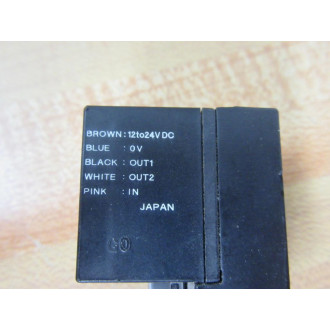 BROWN : 12to24V DC
BLUE : 0V
BLACK : OUT1
WHITE : OUT2
PINK : IN
JAPAN